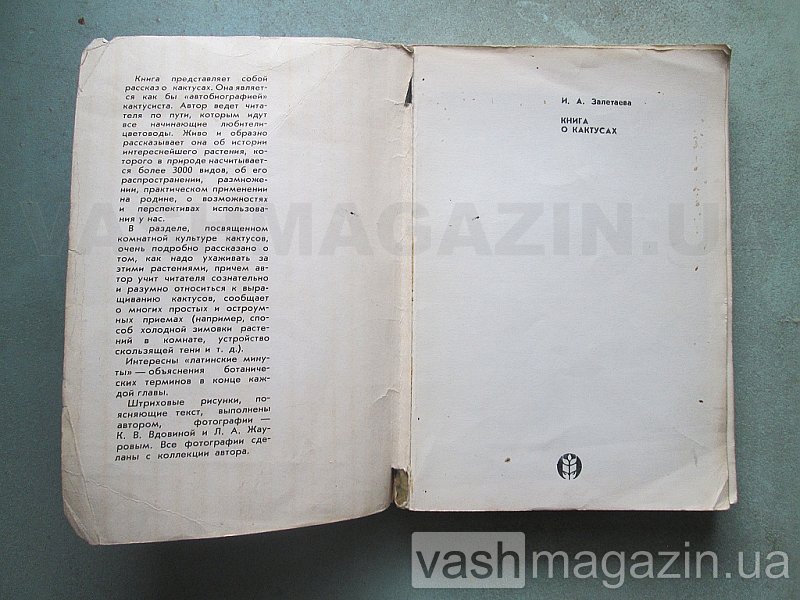 Книга представляет собой
рассказ о кактусах. Она является
как бы «автобиографией»
кактусиста. Автор ведет чита-
теля по пути, которым идут
все начинающие любители-
цветоводы. Живо и образно
рассказывает она об истории
интереснейшего растения, ко-
торого в природе насчитывает-
ся более 3000 видов, об его
распространении, размноже-
нии, практическом применении
на родине, о возможностях
и перспективах использова-
ния у нас.
В разделе, посвященном
комнатной культуре кактусов,
очень подробно рассказано о
том, как надо ухаживать за
этими растениями, причем ав-
тор учит читателя сознательно
и разумно относиться к выра-
щиванию кактусов, сообщает
о многих простых и остроум-
ных приемах (например, спо-
соб холодной зимовки расте-
ний в комнате, устройство
скользящей тени и т. д.).
Интересны «латинские мину-
ты» — объяснения ботаниче-
ских терминов в конце каж-
дой главы.
Штриховые рисунки, по-
ясняющие текст, выполнены
автором, фотографии —
К. В. Вдовиной и Л. А. Жау-
ровым. Все фотографии сде-
ланы с коллекции автора.
И. А. Залетаева
КНИГА
О КАКТУСАХ
VASHMAGAZIN.U
vashmagazin.ua